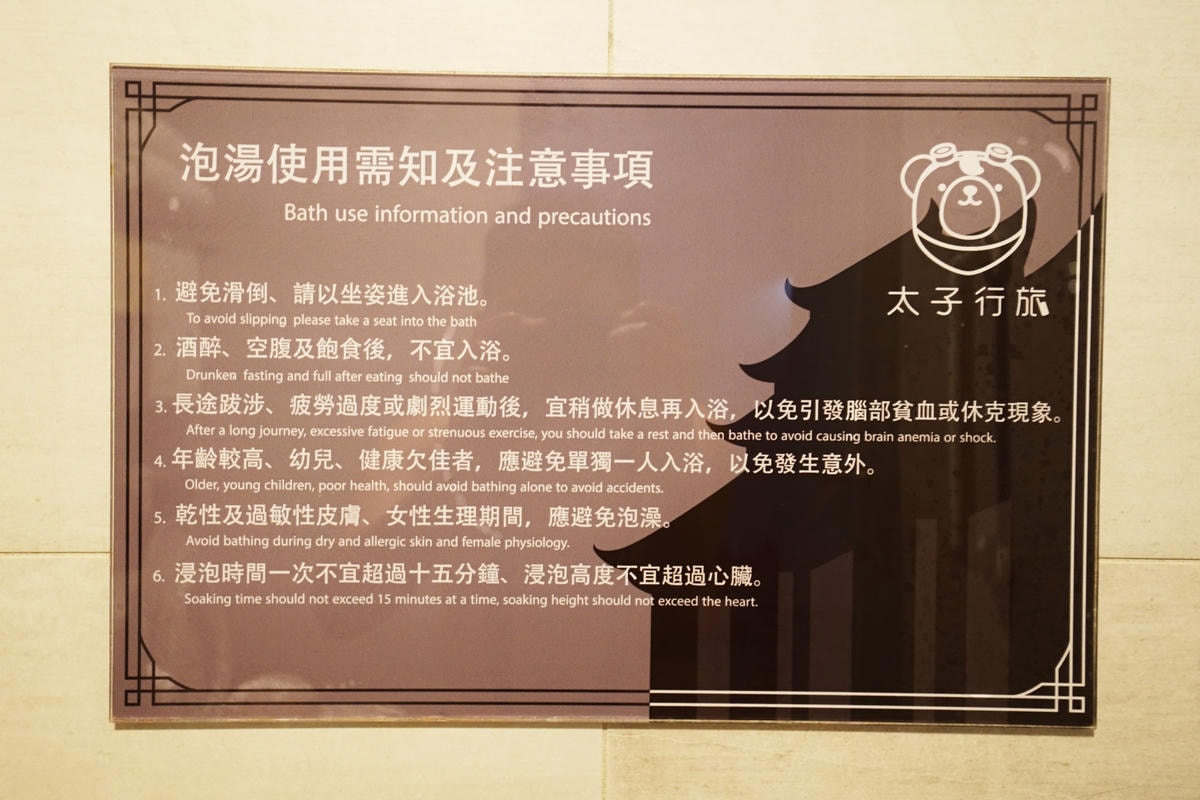 泡湯使用需知及注意事項
Bath use information and precautions
太子行旅
1. 避免滑倒、請以坐姿進入浴池。
To avoid slipping please take a seat into the bath
2. 酒醉、空腹及飽食後，不宜入浴。
Drunken fasting and full after eating should not bathe
3. 長途跋涉、疲勞過度或劇烈運動後，宜稍做休息再入浴，以免引發腦部貧血或休克現象。
After a long journey, excessive fatigue or strenuous exercise, you should take a rest and then bathe to avoid causing brain anemia or shock.
4. 年齡較高、幼兒、健康欠佳者，應避免單獨一人入浴，以免發生意外。
Older, young children, poor health, should avoid bathing alone to avoid accidents.
5. 乾性及過敏性皮膚、女性生理期間，應避免泡澡。
Avoid bathing during dry and allergic skin and female physiology.
6. 浸泡時間一次不宜超過十五分鐘、浸泡高度不宜超過心臟。
Soaking time should not exceed 15 minutes at a time, soaking height should not exceed the heart.